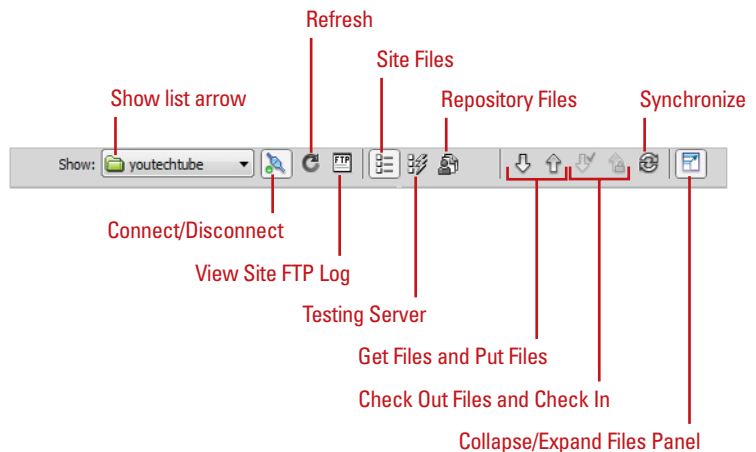 Refresh
Site Files
Show list arrow
Repository Files
Synchronize
Show: youtechtube
FTP
Connect/Disconnect
View Site FTP Log
Testing Server
Get Files and Put Files
Check Out Files and Check In
Collapse/Expand Files Panel